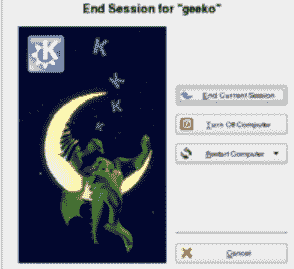 End Session for "geeko"
K
K
K
K
K
End Current Session
Turn Off Computer
Restart Computer
Cancel